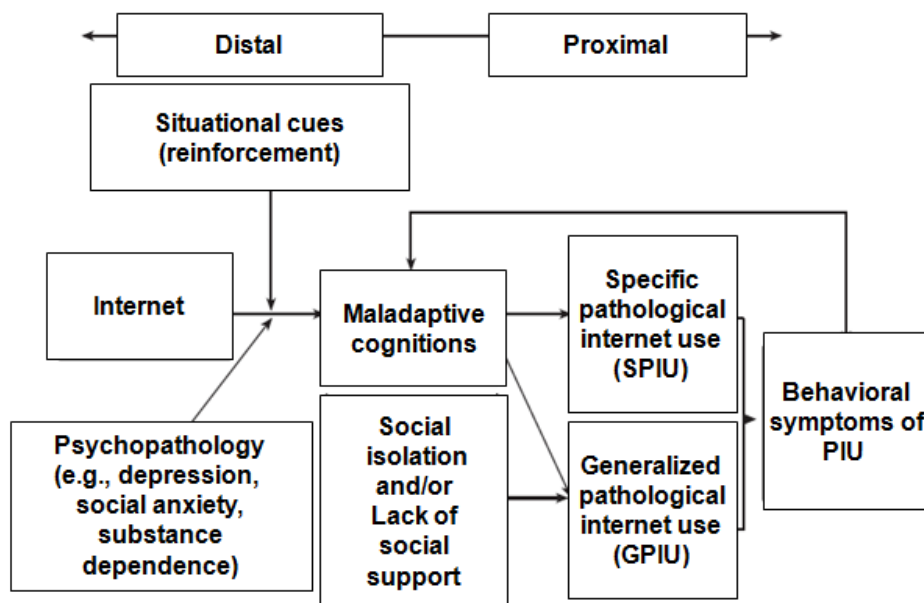 Distal
Proximal
Situational cues
(reinforcement)
Internet
Maladaptive
cognitions
Specific
pathological
internet use
(SPIU)
Behavioral
symptoms of
PIU
Psychopathology
(e.g., depression,
social anxiety,
substance
dependence)
Social
isolation
and/or
Lack of
social
support
Generalized
pathological
internet use
(GPIU)